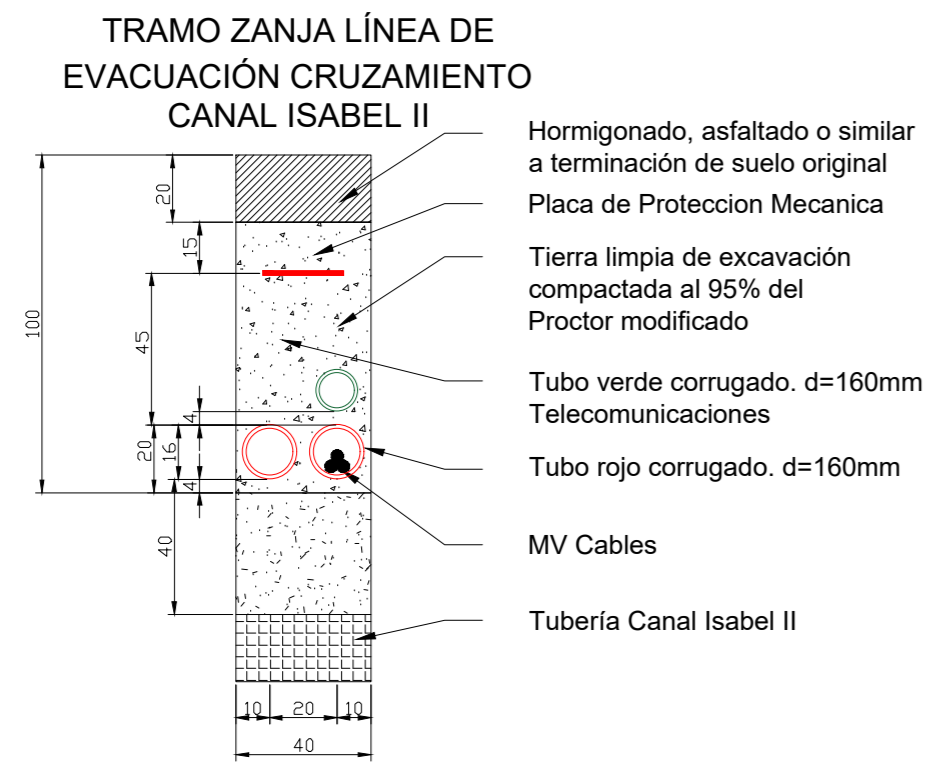 TRAMO ZANJA LÍNEA DE
EVACUACIÓN CRUZAMIENTO
CANAL ISABEL II
Hormigonado, asfaltado o similar
a terminación de suelo original
Placa de Proteccion Mecanica
Tierra limpia de excavación
compactada al 95% del
Proctor modificado
Tubo verde corrugado. d=160mm
Telecomunicaciones
Tubo rojo corrugado. d=160mm
MV Cables
Tubería Canal Isabel II
100
20
15
45
4
20
16
4
40
10
20
10
40